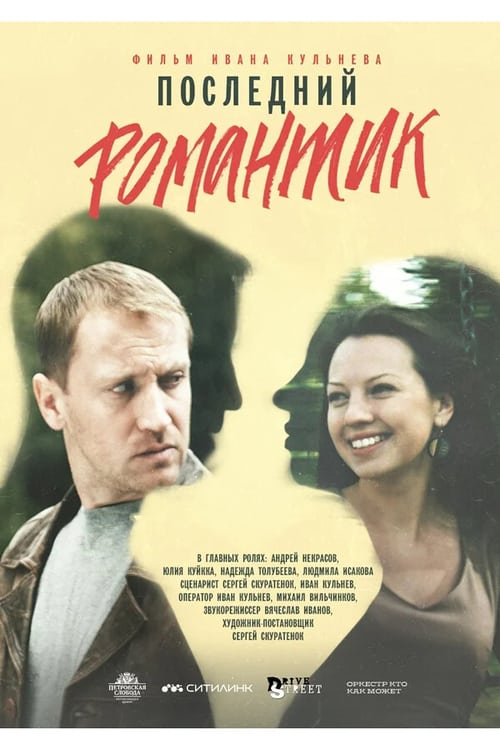 ФИЛЬМ ИВАНА КУЛЬНЕВА
ПОСЛЕДНИЙ
РОМАНТИК
В ГЛАВНЫХ РОЛЯХ: АНДРЕЙ НЕКРАСОВ,
ЮЛИЯ КУЙККА, НАДЕЖДА ТОЛУБЕЕВА, ЛЮДМИЛА ИСАКОВА
СЦЕНАРИСТ СЕРГЕЙ СКУРАТЕНОК, ИВАН КУЛЬНЕВ,
ОПЕРАТОР ИВАН КУЛЬНЕВ, МИХАИЛ ВИЛЬЧИНКОВ,
ЗВУКОРЕЖИССЕР ВЯЧЕСЛАВ ИВАНОВ,
ХУДОЖНИК-ПОСТАНОВЩИК
СЕРГЕЙ СКУРАТЕНОК
ПЕТРОВСКАЯ
СЛОБОДА
СИТИЛИНК
DRIVE
STREET
ОРКЕСТР КТО
КАК МОЖЕТ